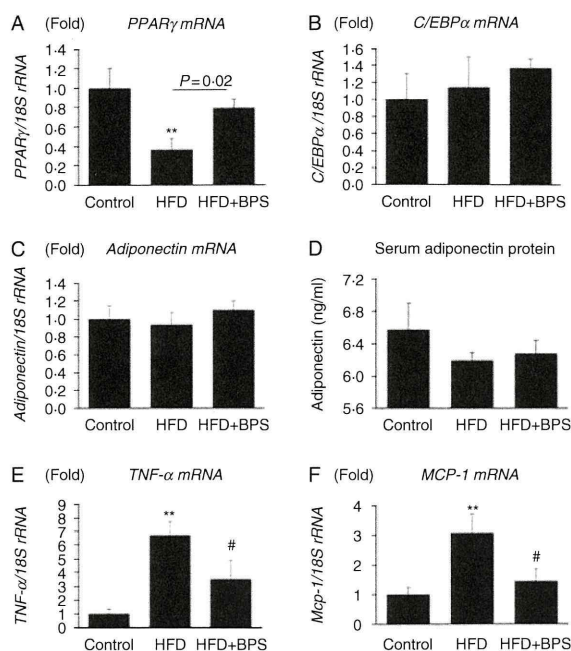 A (Fold) PPARγ mRNA
PPARγ/18S rRNA
1·4
1·2
1·0
0·8
0·6
0·4
0·2
0·0
P=0·02
**
Control HFD HFD+BPS
B (Fold) C/EBPα mRNA
C/EBPα/18S rRNA
1·6
1·4
1·2
1·0
0·8
0·6
0·4
0·2
0·0
Control HFD HFD+BPS
C (Fold) Adiponectin mRNA
Adiponectin/18S rRNA
1·4
1·2
1·0
0·8
0·6
0·4
0·2
0·0
Control HFD HFD+BPS
D Serum adiponectin protein
Adiponectin (ng/ml)
7·2
6·8
6·4
6·0
5·6
Control HFD HFD+BPS
E (Fold) TNF-α mRNA
TNF-α/18S rRNA
9
8
7
6
5
4
3
2
1
0
**
#
Control HFD HFD+BPS
F (Fold) MCP-1 mRNA
Mcp-1/18S rRNA
4
3
2
1
0
**
#
Control HFD HFD+BPS